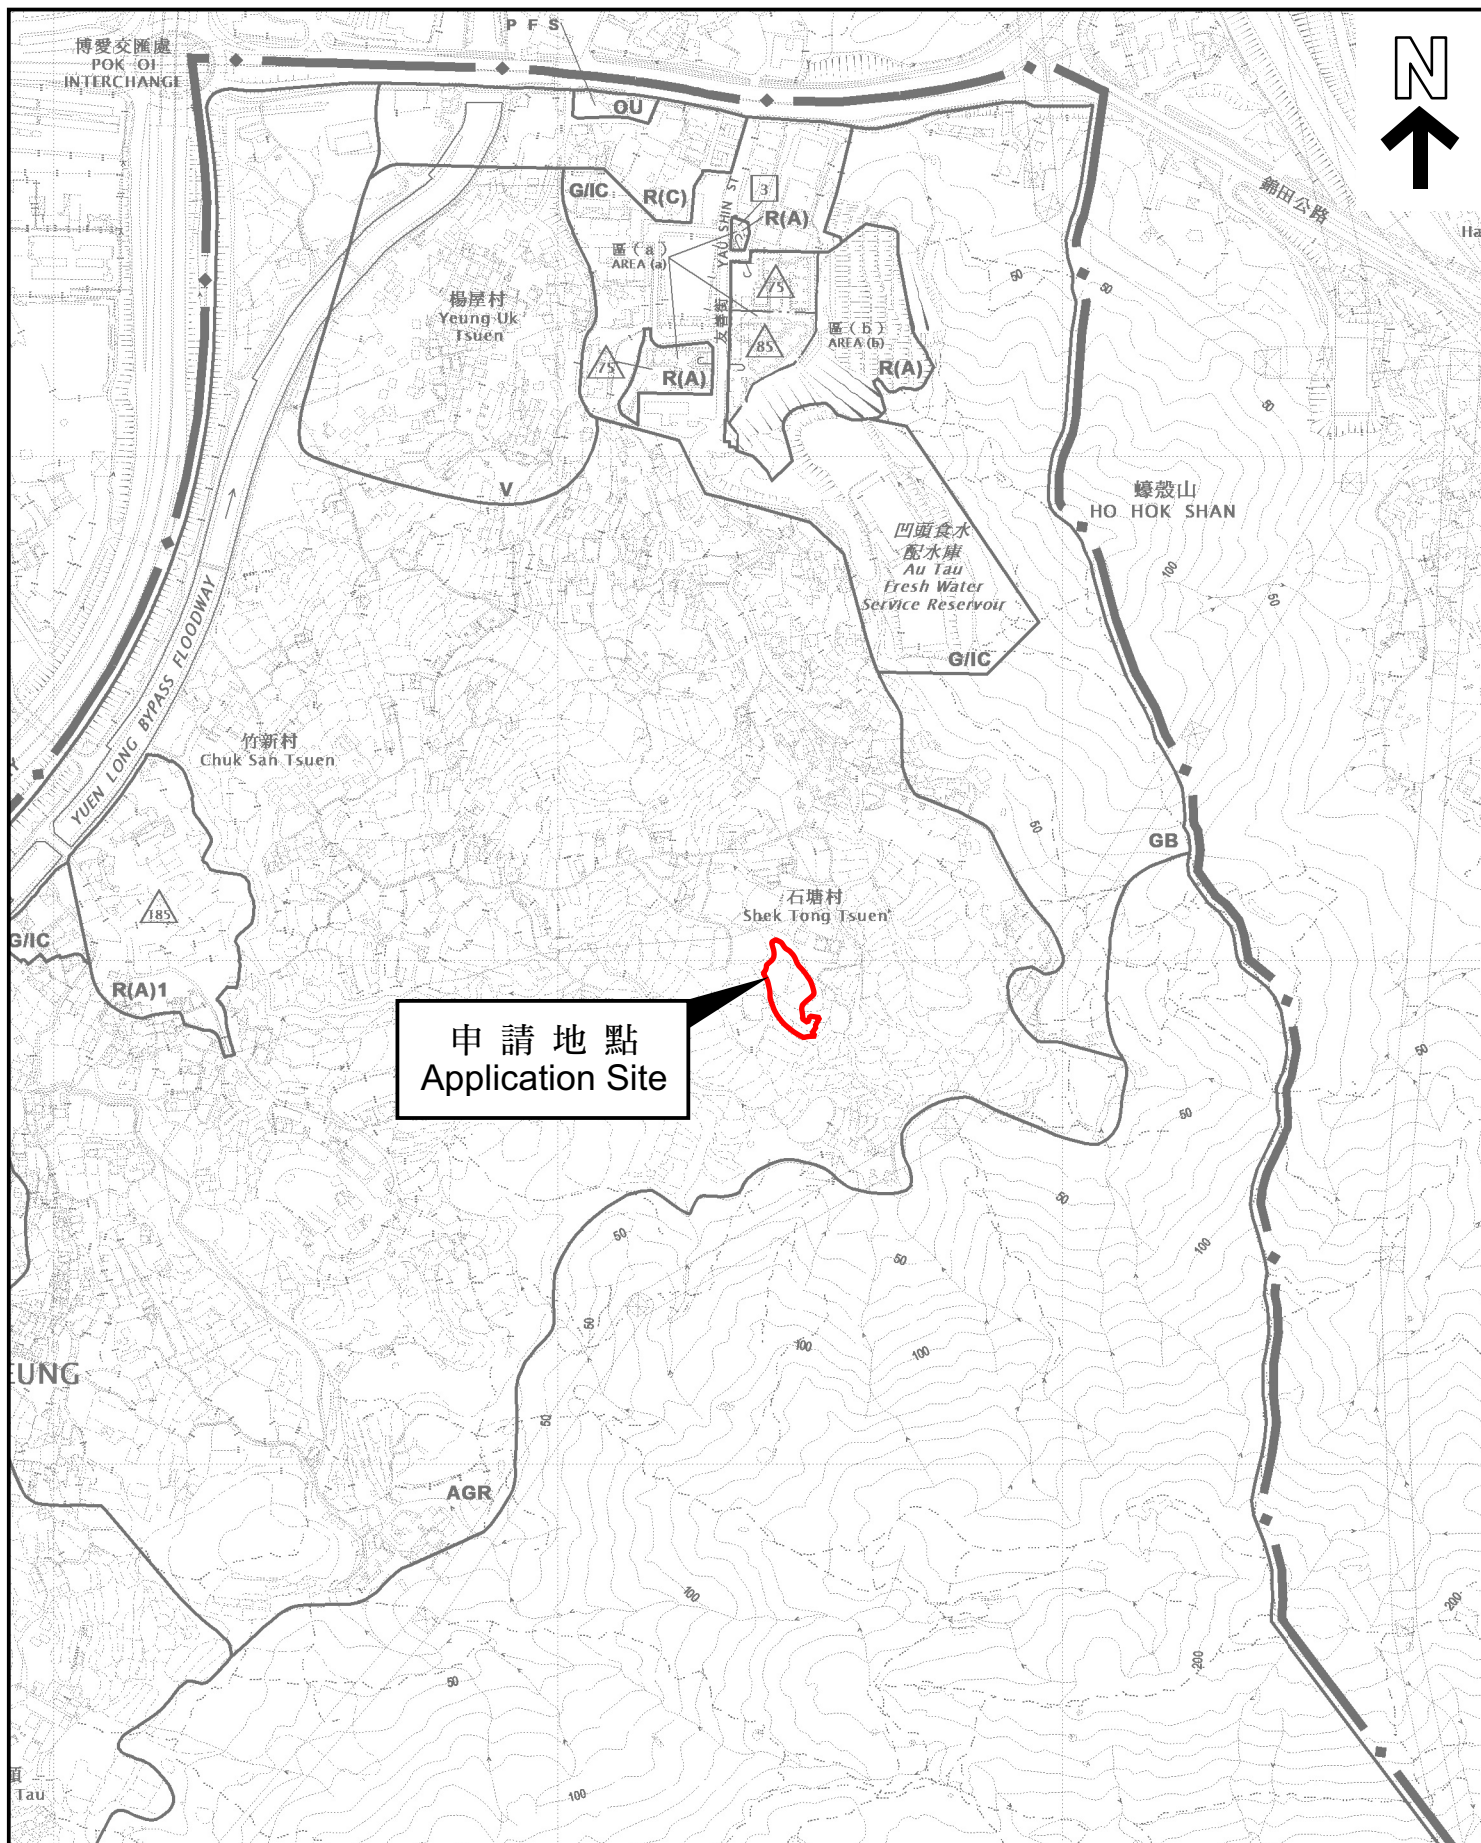 P F S
博愛交匯處
POK OI
INTERCHANGE
N
OU
錦田公路
Ha
G/IC
R(C)
3
R(A)
YAU SHIN ST
友善街
區(a)
AREA (a)
75
區(b)
AREA (b)
85
75
R(A)
R(A)
楊屋村
Yeung Uk
Tsuen
V
50
50
50
蠔殼山
HO HOK SHAN
100
50
凹頭食水
配水庫
Au Tau
Fresh Water
Service Reservoir
G/IC
YUEN LONG BYPASS FLOODWAY
竹新村
Chuk San Tsuen
Y
50
GB
185
G/IC
R(A)1
石塘村
Shek Tong Tsuen
申請地點
Application Site
50
50
50
100
50
50
50
100
100
EUNG
50
AGR
100
200
200
50
100
Tau